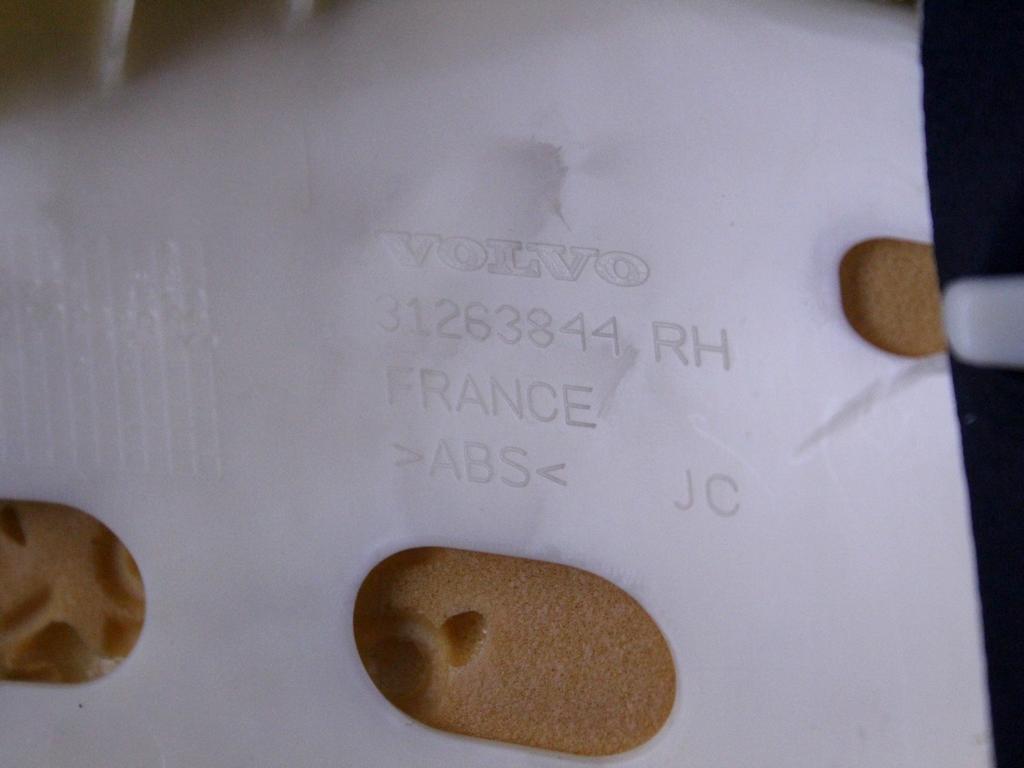 VOLVO
31263844 RH
FRANCE
>ABS< JC